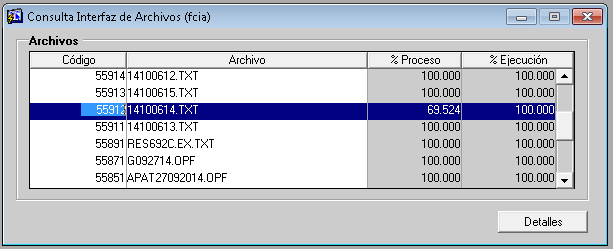 Consulta Interfaz de Archivos (fcia)
Archivos
Código Archivo % Proceso % Ejecución
55914 14100612.TXT 100.000 100.000
55913 14100615.TXT 100.000 100.000
55912 14100614.TXT 69.524 100.000
55911 14100613.TXT 100.000 100.000
55891 RES692C.EX.TXT 100.000 100.000
55871 G092714.OPF 100.000 100.000
55851 APAT27092014.OPF 100.000 100.000
Detalles